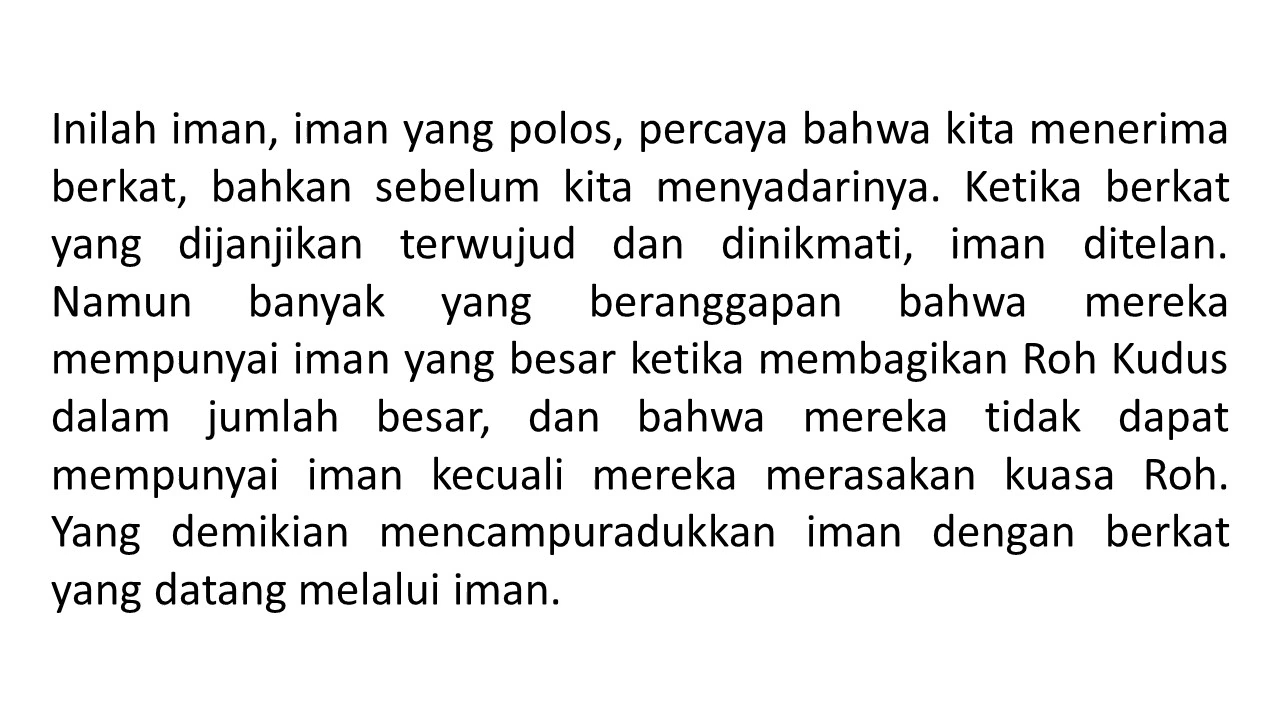 Inilah iman, iman yang polos, percaya bahwa kita menerima
berkat, bahkan sebelum kita menyadarinya. Ketika berkat
yang dijanjikan terwujud dan dinikmati, iman ditelan.
Namun banyak yang beranggapan bahwa mereka
mempunyai iman yang besar ketika membagikan Roh Kudus
dalam jumlah besar, dan bahwa mereka tidak dapat
mempunyai iman kecuali mereka merasakan kuasa Roh.
Yang demikian mencampuradukkan iman dengan berkat
yang datang melalui iman.